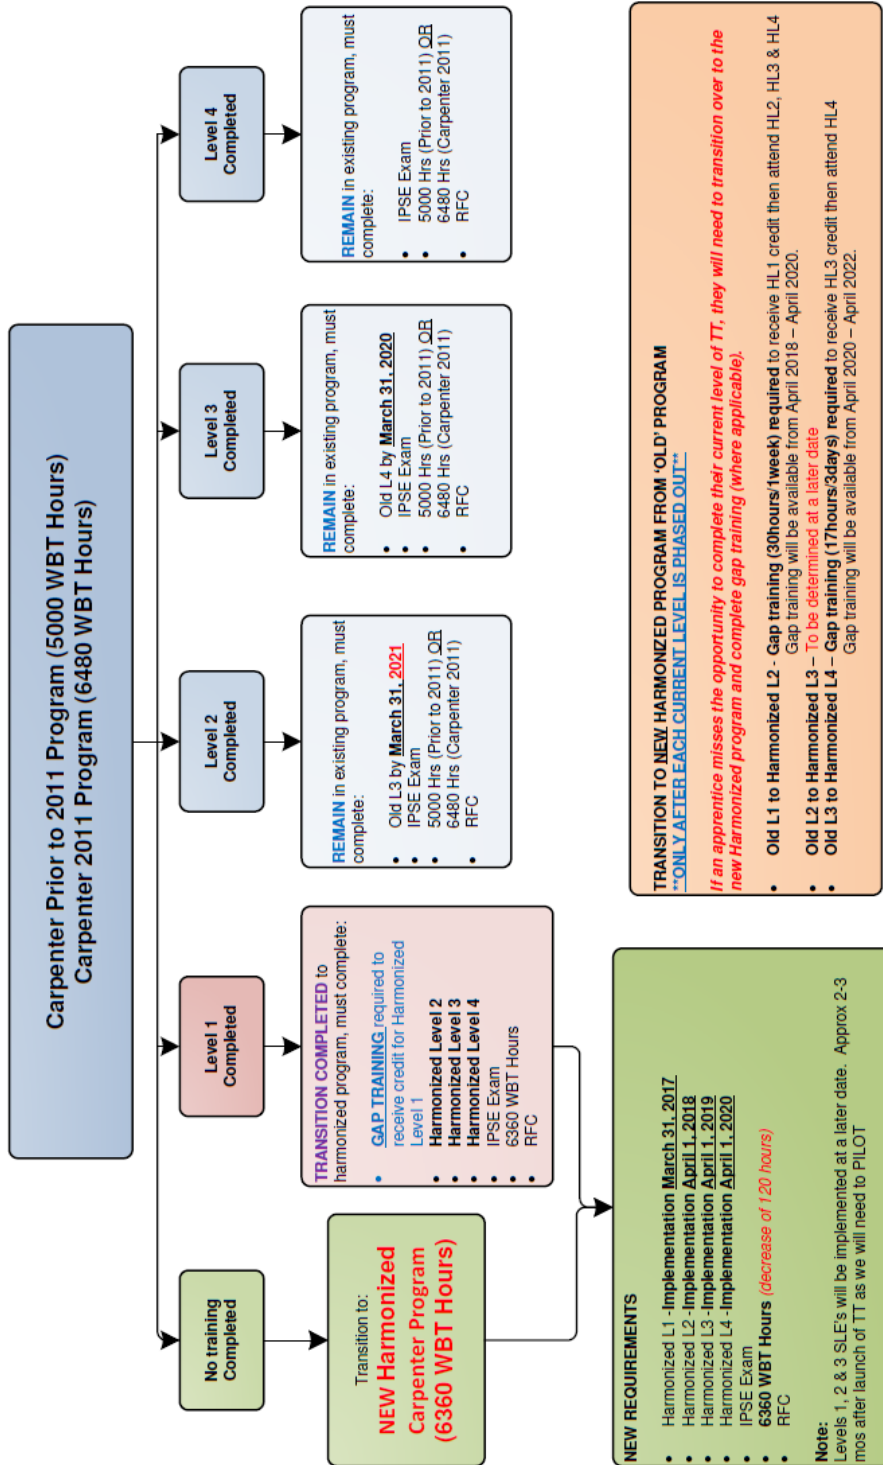 Carpenter Prior to 2011 Program (5000 WBT Hours)
Carpenter 2011 Program (6480 WBT Hours)
No training
Completed
Level 1
Completed
Level 2
Completed
Level 3
Completed
Level 4
Completed
Transition to:
NEW Harmonized
Carpenter Program
(6360 WBT Hours)
TRANSITION COMPLETED to
harmonized program, must complete:
• GAP TRAINING required to
receive credit for Harmonized
Level 1
• Harmonized Level 2
• Harmonized Level 3
• Harmonized Level 4
• IPSE Exam
• 6360 WBT Hours
• RFC
REMAIN in existing program, must
complete:
• Old L3 by March 31, 2021
• IPSE Exam
• 5000 Hrs (Prior to 2011) OR
6480 Hrs (Carpenter 2011)
• RFC
REMAIN in existing program, must
complete:
• Old L4 by March 31, 2020
• IPSE Exam
• 5000 Hrs (Prior to 2011) OR
6480 Hrs (Carpenter 2011)
• RFC
REMAIN in existing program, must
complete:
• IPSE Exam
• 5000 Hrs (Prior to 2011) OR
6480 Hrs (Carpenter 2011)
• RFC
NEW REQUIREMENTS
• Harmonized L1 -Implementation March 31, 2017
• Harmonized L2 -Implementation April 1, 2018
• Harmonized L3 -Implementation April 1, 2019
• Harmonized L4 -Implementation April 1, 2020
• IPSE Exam
• 6360 WBT Hours (decrease of 120 hours)
• RFC
Note:
Levels 1, 2 & 3 SLE's will be implemented at a later date. Approx 2-3
mos after launch of TT as we will need to PILOT
TRANSITION TO NEW HARMONIZED PROGRAM FROM 'OLD' PROGRAM
**ONLY AFTER EACH CURRENT LEVEL IS PHASED OUT**
If an apprentice misses the opportunity to complete their current level of TT, they will need to transition over to the
new Harmonized program and complete gap training (where applicable).
• Old L1 to Harmonized L2 - Gap training (30hours/1week) required to receive HL1 credit then attend HL2, HL3 & HL4
Gap training will be available from April 2018 – April 2020.
• Old L2 to Harmonized L3 – To be determined at a later date
• Old L3 to Harmonized L4 – Gap training (17hours/3days) required to receive HL3 credit then attend HL4
Gap training will be available from April 2020 – April 2022.